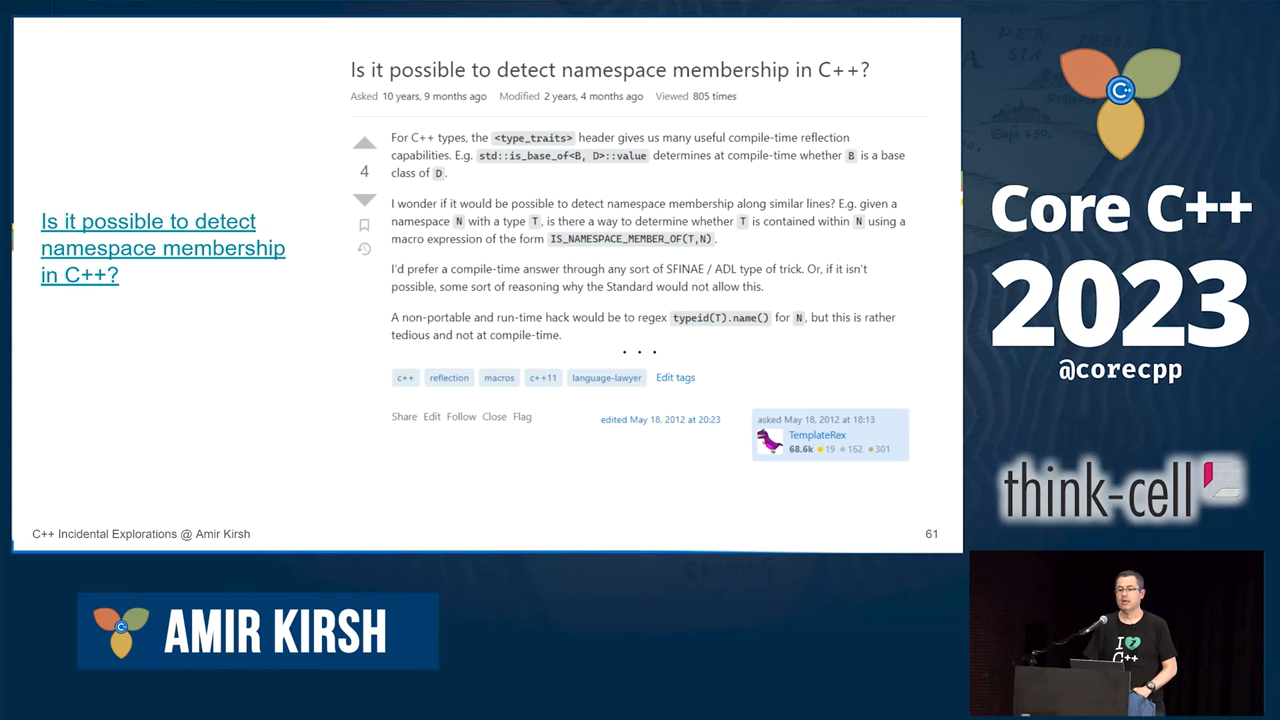 Is it possible to detect namespace membership in C++?
Asked 10 years, 9 months ago Modified 2 years, 4 months ago Viewed 805 times
4
For C++ types, the <type_traits> header gives us many useful compile-time reflection
capabilities. E.g. std::is_base_of<B, D>::value determines at compile-time whether B is a base
class of D.
I wonder if it would be possible to detect namespace membership along similar lines? E.g. given a
namespace N with a type T, is there a way to determine whether T is contained within N using a
macro expression of the form IS_NAMESPACE_MEMBER_OF(T,N).
I'd prefer a compile-time answer through any sort of SFINAE / ADL type of trick. Or, if it isn't
possible, some sort of reasoning why the Standard would not allow this.
A non-portable and run-time hack would be to regex typeid(T).name() for N, but this is rather
tedious and not at compile-time.
. . .
c++ reflection macros c++11 language-lawyer Edit tags
Share Edit Follow Close Flag
edited May 18, 2012 at 20:23
asked May 18, 2012 at 18:13
TemplateRex
68.6k 19 162 301
Is it possible to detect
namespace membership
in C++?
C++ Incidental Explorations @ Amir Kirsh
61
C++
Core C++
2023
@corecpp
think-cell
I
C++
C++
AMIR KIRSH